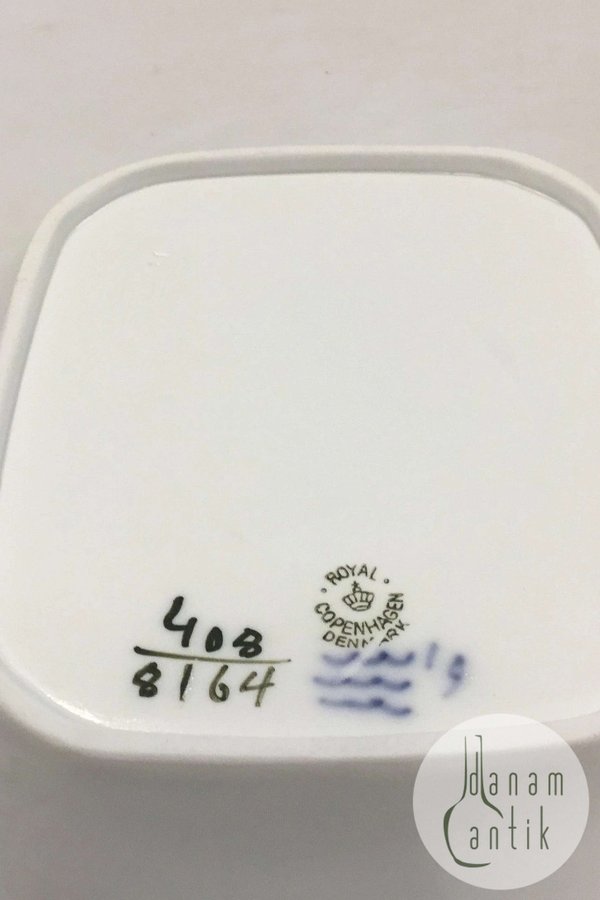 408
8164
ROYAL
COPENHAGEN
DENMARK
danam
antik